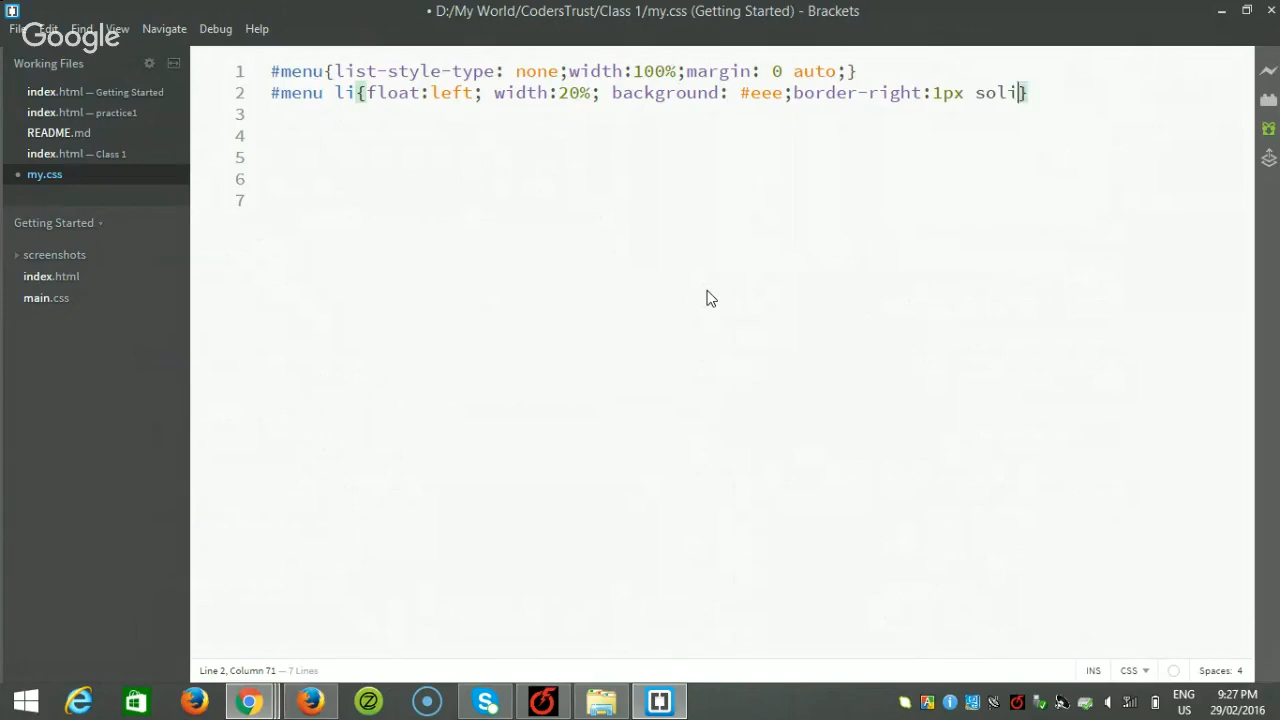 • D:/My World/CodersTrust/Class 1/my.css (Getting Started) - Brackets
File Edit Find View Navigate Debug Help
Google
Working Files
index.html — Getting Started
index.html — practice1
README.md
index.html — Class 1
• my.css
Getting Started
screenshots
index.html
main.css
1 #menu{list-style-type: none;width:100%;margin: 0 auto;}
2 #menu li{float:left; width:20%; background: #eee;border-right:1px soli}
3
4
5
6
7
Line 2, Column 71 — 7 Lines
INS CSS Spaces: 4
ENG 9:27 PM
US 29/02/2016